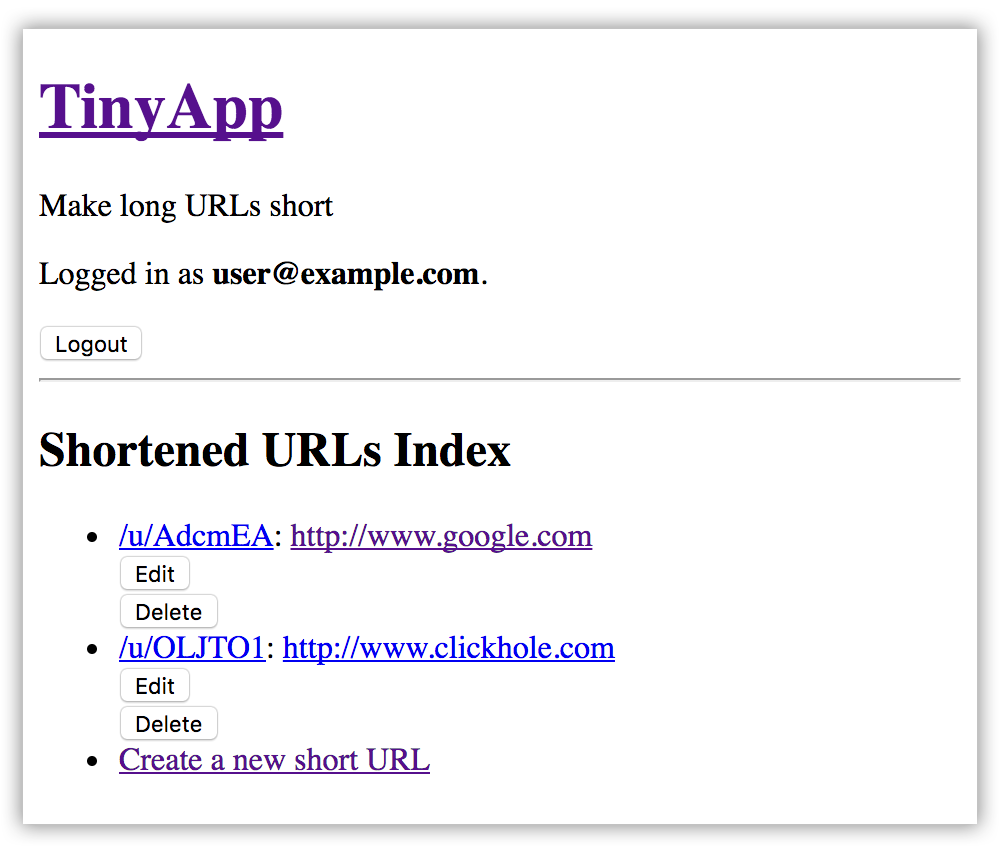 TinyApp
Make long URLs short
Logged in as user@example.com.
Logout
Shortened URLs Index
/u/AdcmEA: http://www.google.com
Edit
Delete
/u/OLJTO1: http://www.clickhole.com
Edit
Delete
Create a new short URL